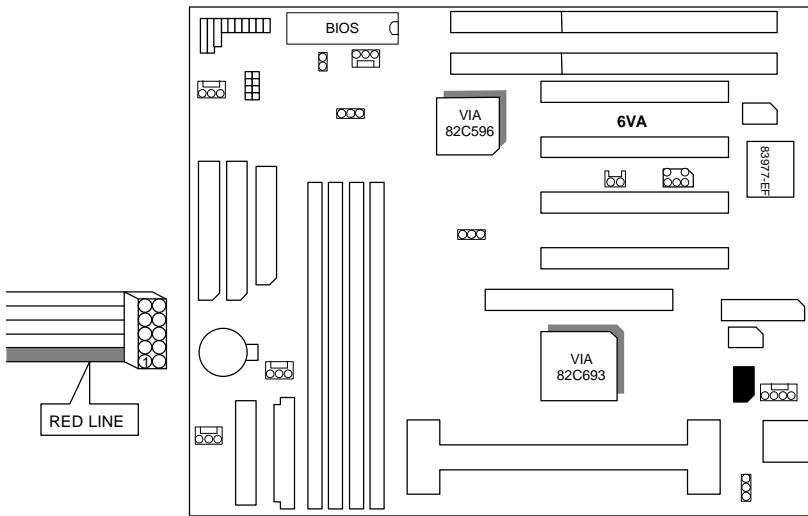 BIOS
VIA
82C596
6VA
83977-EF
1
RED LINE
VIA
82C693